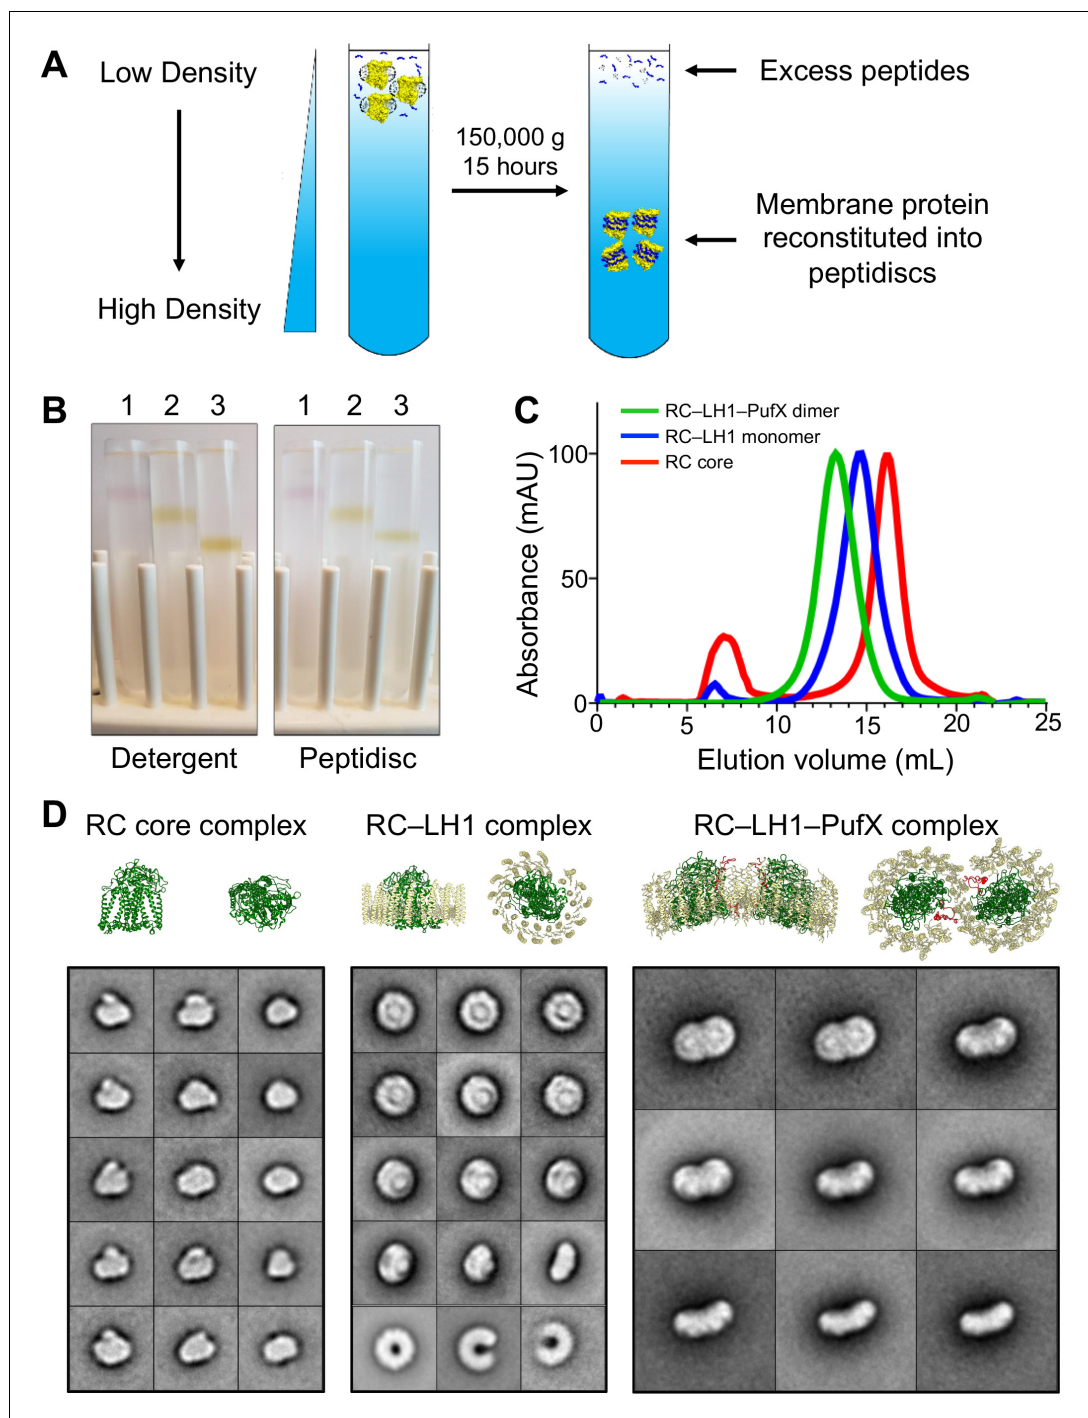 A
Low Density
High Density
150,000 g
15 hours
Excess peptides
Membrane protein
reconstituted into
peptidiscs
B
1 2 3
1 2 3
Detergent
Peptidisc
C
RC–LH1–PufX dimer
RC–LH1 monomer
RC core
Absorbance (mAU)
100
50
0
0 5 10 15 20 25
Elution volume (mL)
D
RC core complex
RC–LH1 complex
RC–LH1–PufX complex